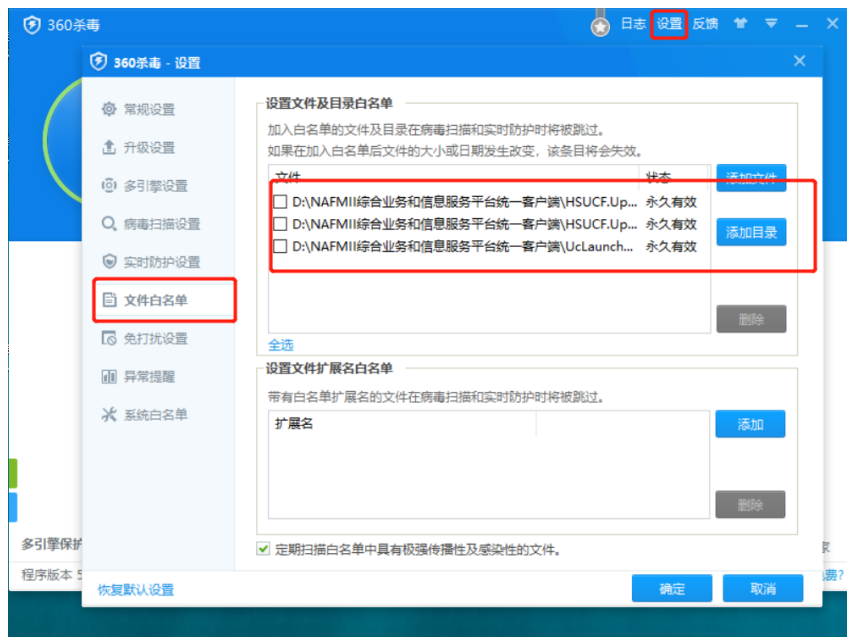 360杀毒
日志 设置 反馈
360杀毒 - 设置
常规设置
升级设置
多引擎设置
病毒扫描设置
实时防护设置
文件白名单
免打扰设置
异常提醒
系统白名单
设置文件及目录白名单
加入白名单的文件及目录在病毒扫描和实时防护时将被跳过。
如果在加入白名单后文件的大小或日期发生改变，该条目将会失效。
文件 状态 添加文件
D:\NAFMII综合业务和信息服务平台统一客户端\HSUCF.Up... 永久有效
D:\NAFMII综合业务和信息服务平台统一客户端\HSUCF.Up... 永久有效
添加目录
D:\NAFMII综合业务和信息服务平台统一客户端\UcLaunch... 永久有效
删除
全选
设置文件扩展名白名单
带有白名单扩展名的文件在病毒扫描和实时防护时将被跳过。
扩展名 添加
删除
定期扫描白名单中具有极强传播性及感染性的文件。
多引擎保护
程序版本 5
费?
恢复默认设置 确定 取消